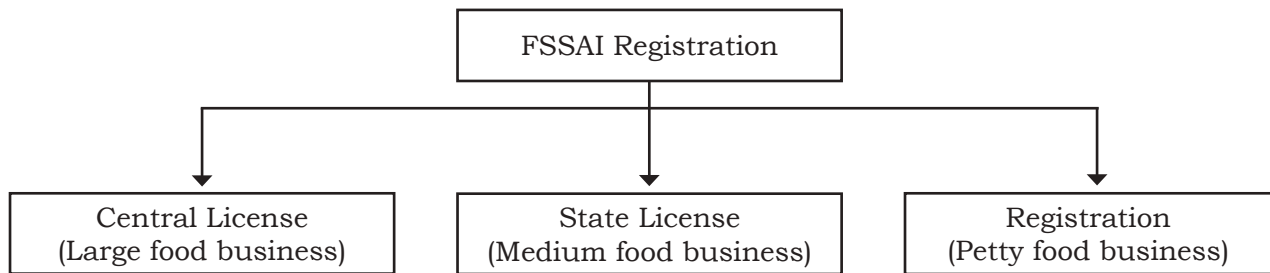 FSSAI Registration
Central License
(Large food business)
State License
(Medium food business)
Registration
(Petty food business)